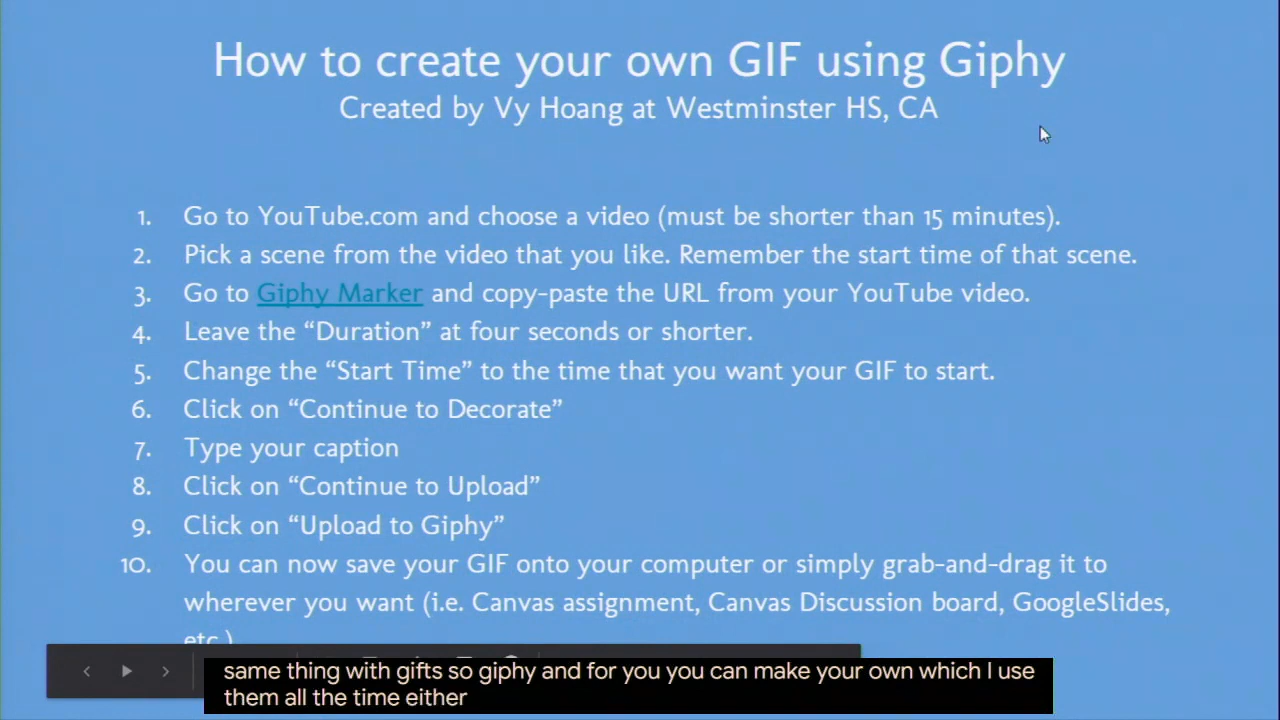 How to create your own GIF using Giphy
Created by Vy Hoang at Westminster HS, CA
1. Go to YouTube.com and choose a video (must be shorter than 15 minutes).
2. Pick a scene from the video that you like. Remember the start time of that scene.
3. Go to Giphy Marker and copy-paste the URL from your YouTube video.
4. Leave the “Duration” at four seconds or shorter.
5. Change the “Start Time” to the time that you want your GIF to start.
6. Click on “Continue to Decorate”
7. Type your caption
8. Click on “Continue to Upload”
9. Click on “Upload to Giphy”
10. You can now save your GIF onto your computer or simply grab-and-drag it to
wherever you want (i.e. Canvas assignment, Canvas Discussion board, GoogleSlides,
etc.)
same thing with gifts so giphy and for you you can make your own which I use
them all the time either